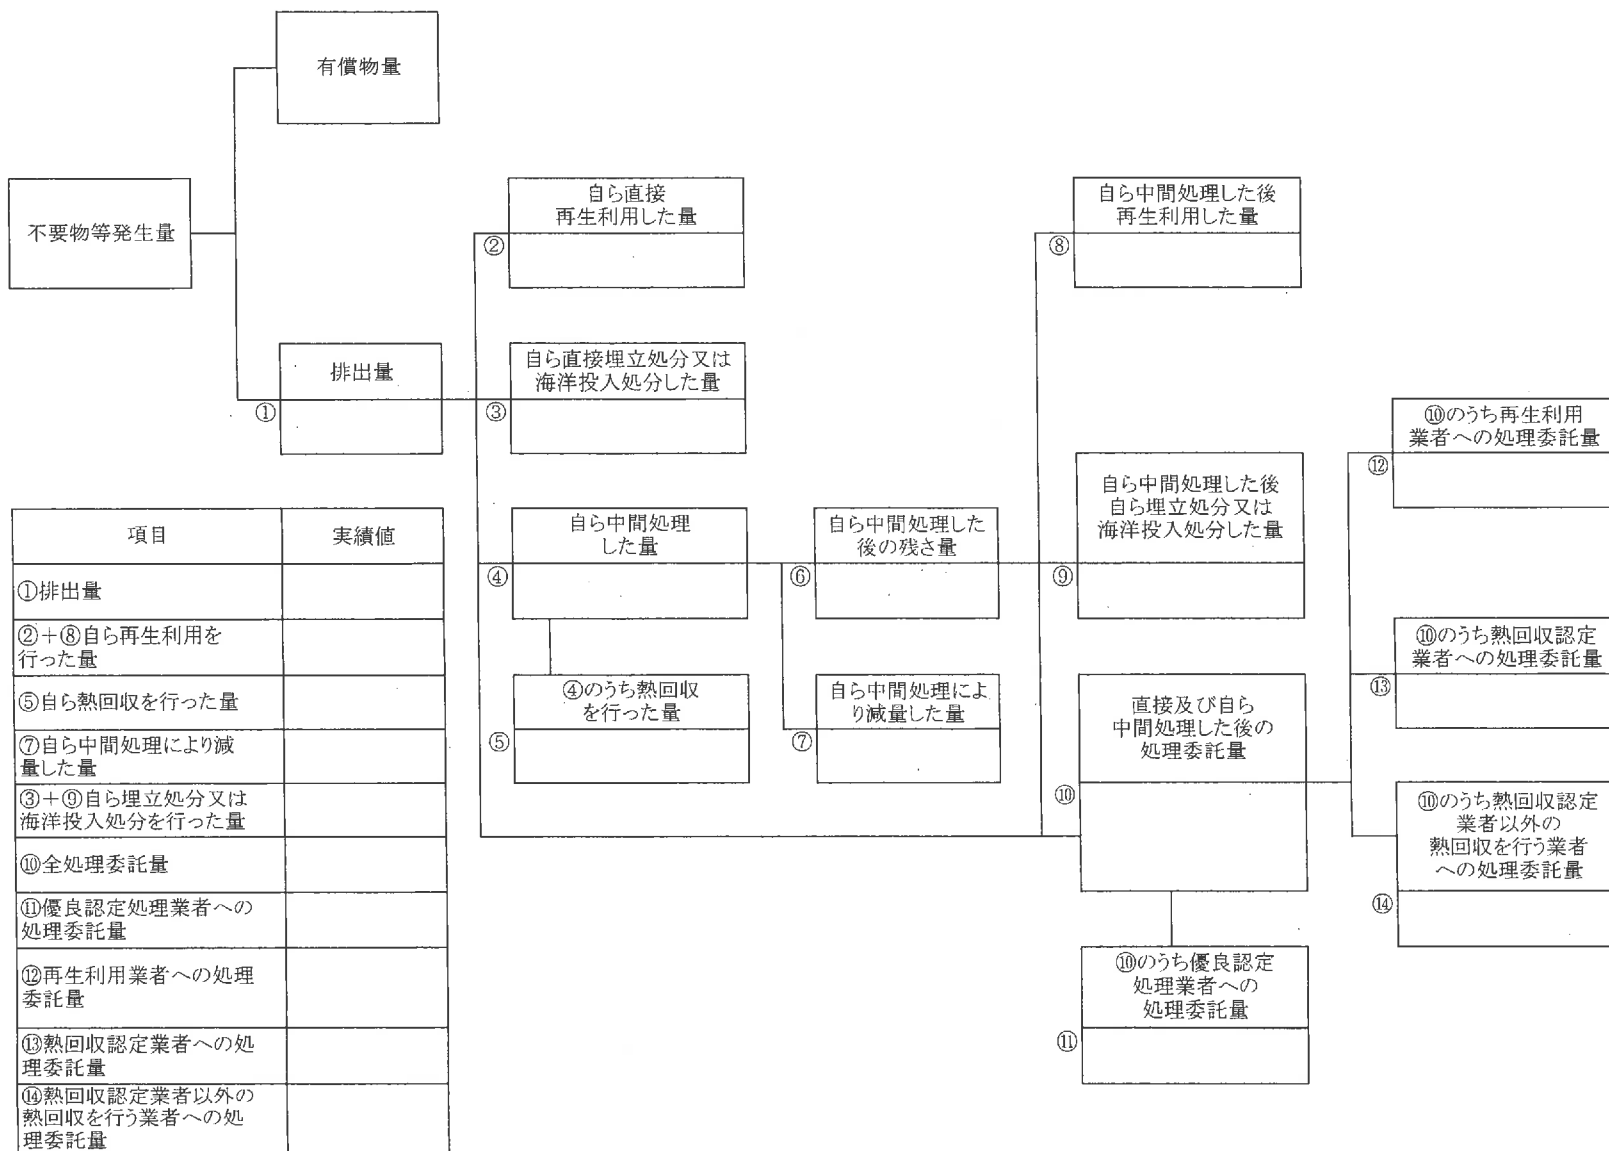 有償物量
不要物等発生量
自ら直接
再生利用した量
②
自ら中間処理した後
再生利用した量
⑧
排出量
①
自ら直接埋立処分又は
海洋投入処分した量
③
⑩のうち再生利用
業者への処理委託量
⑫
自ら中間処理
した量
④
自ら中間処理した
後の残さ量
⑥
自ら中間処理した後
自ら埋立処分又は
海洋投入処分した量
⑨
⑩のうち熱回収認定
業者への処理委託量
⑬
④のうち熱回収
を行った量
⑤
自ら中間処理によ
り減量した量
⑦
直接及び自ら
中間処理した後の
処理委託量
⑩
⑩のうち熱回収認定
業者以外の
熱回収を行う業者
への処理委託量
⑭
⑩のうち優良認定
処理業者への
処理委託量
⑪
項目 実績値
①排出量
②+⑧自ら再生利用を
行った量
⑤自ら熱回収を行った量
⑦自ら中間処理により減
量した量
③+⑨自ら埋立処分又は
海洋投入処分を行った量
⑩全処理委託量
⑪優良認定処理業者への
処理委託量
⑫再生利用業者への処理
委託量
⑬熱回収認定業者への処
理委託量
⑭熱回収認定業者以外の
熱回収を行う業者への処
理委託量